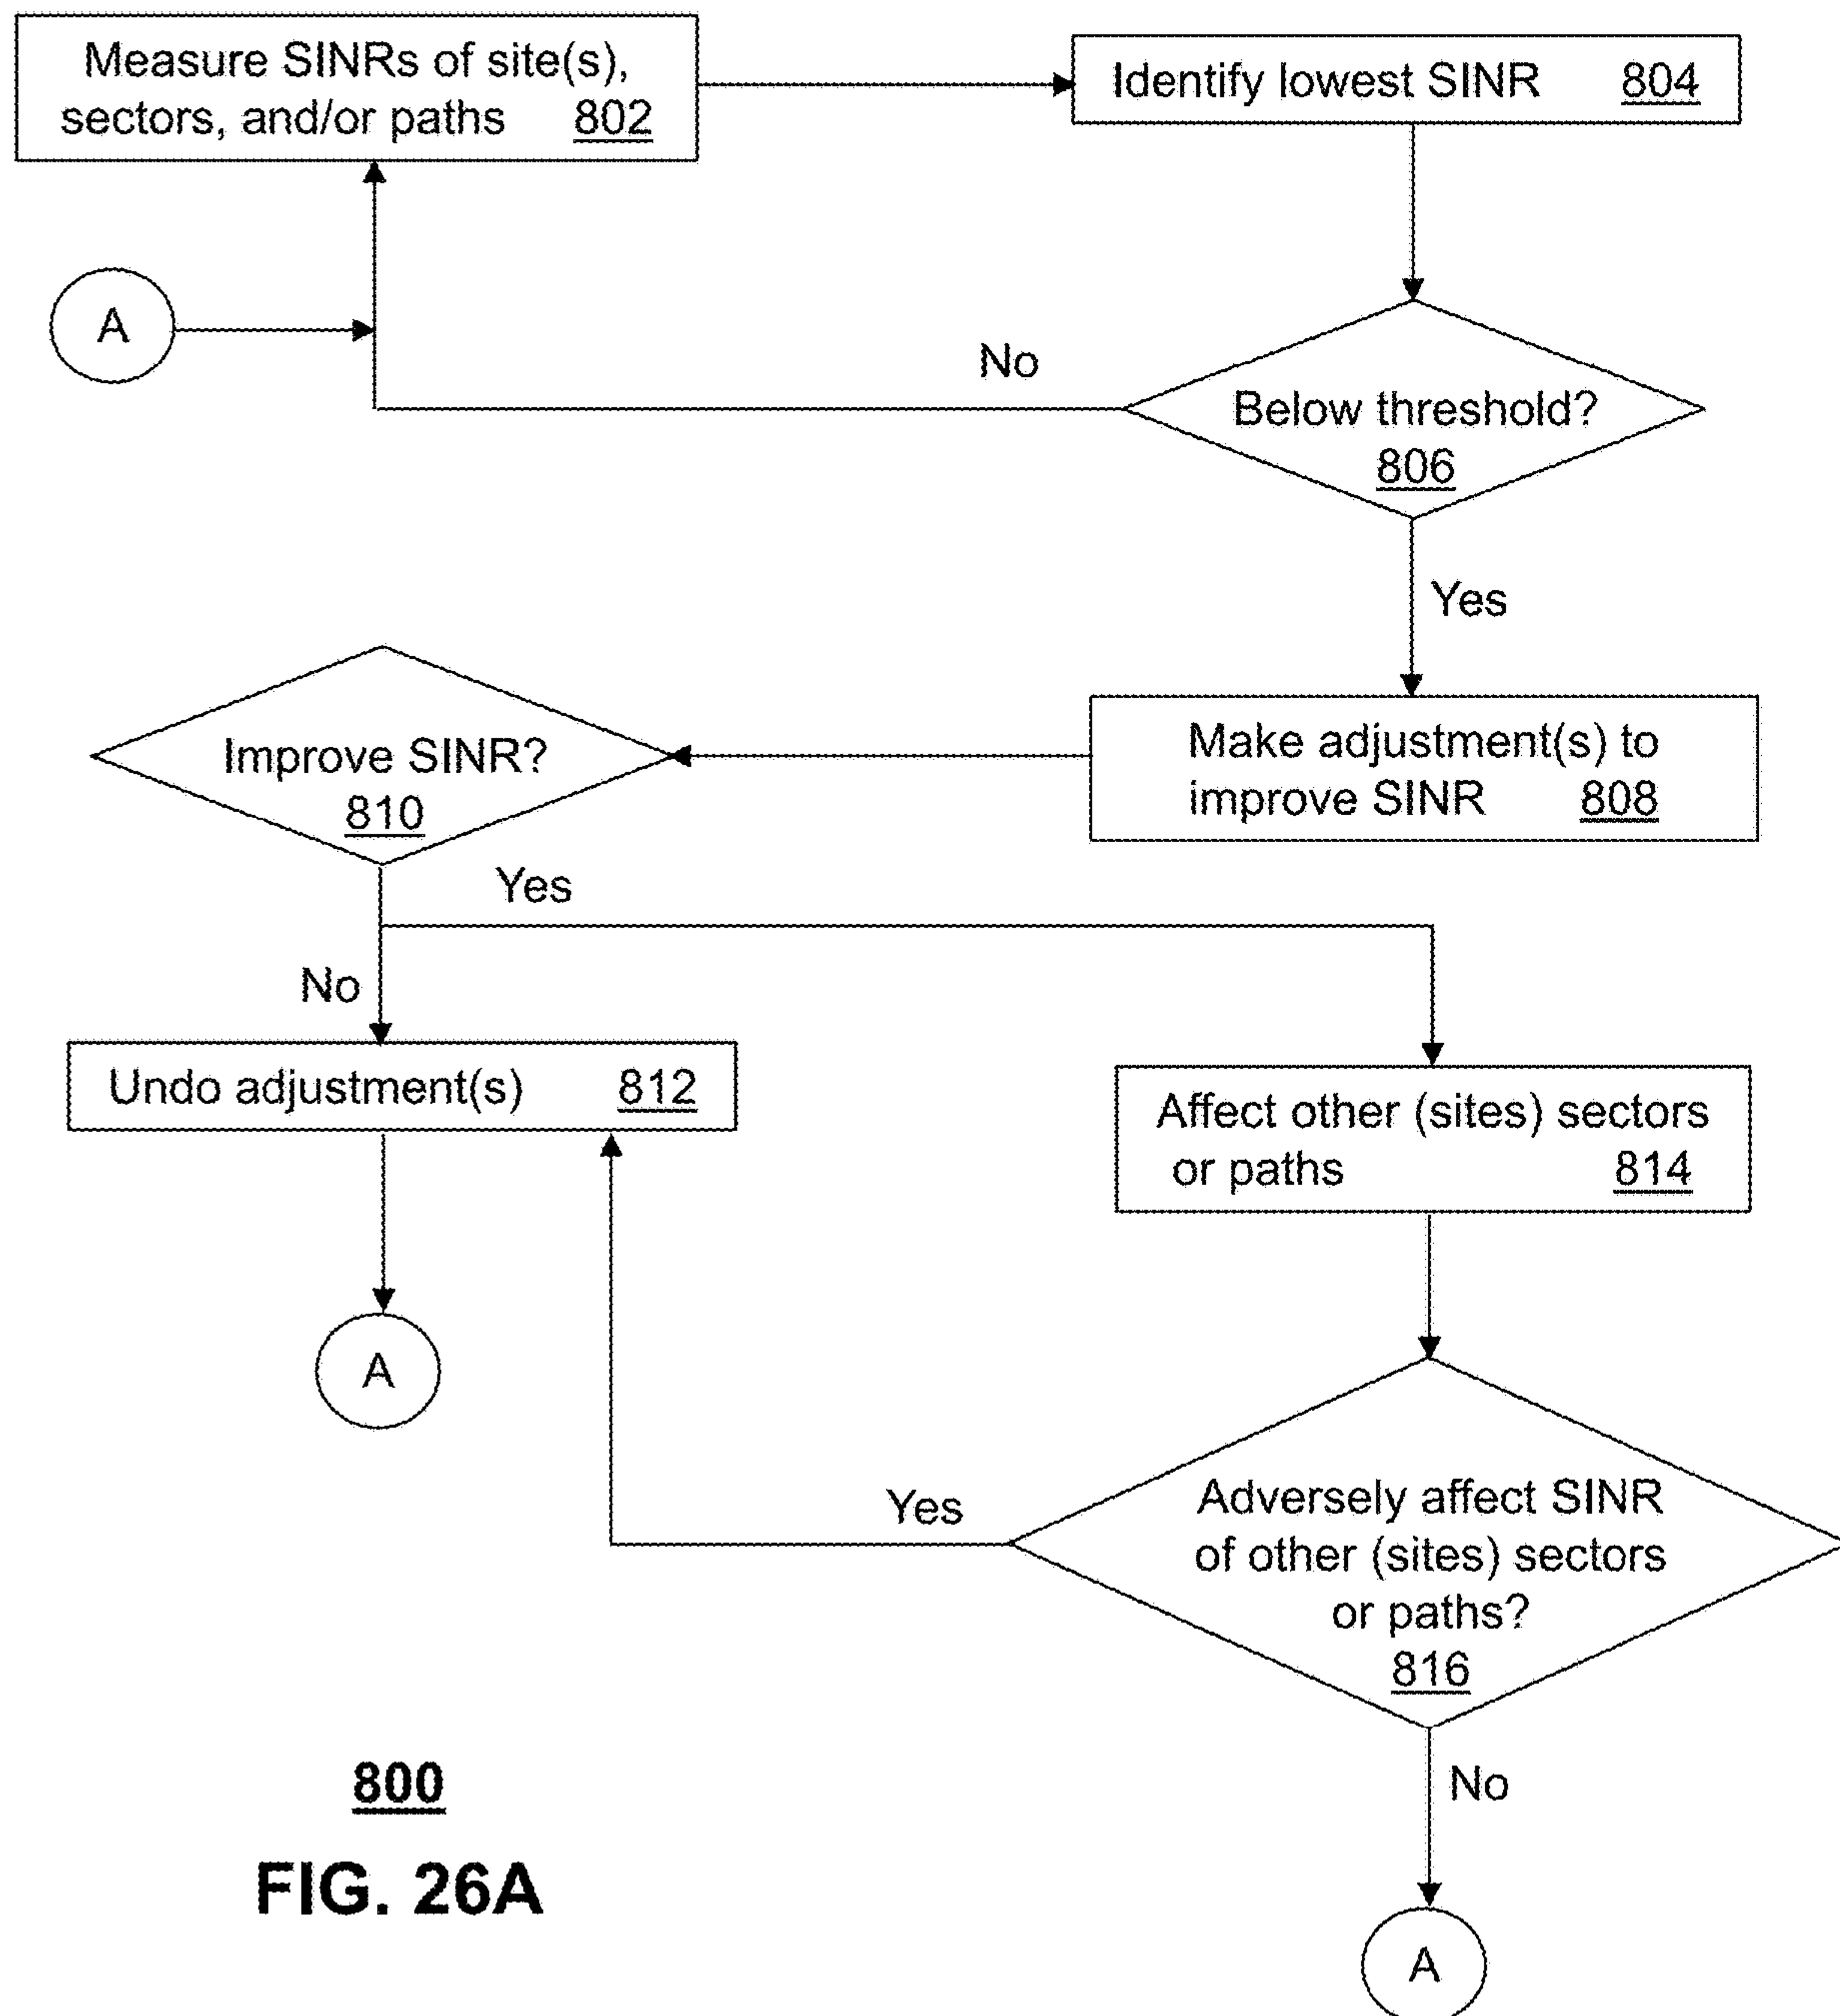 Measure SINRs of site(s),
sectors, and/or paths 802
Identify lowest SINR 804
A
No
Below threshold?
806
Yes
Improve SINR?
810
Make adjustment(s) to
improve SINR 808
Yes
No
Undo adjustment(s) 812
Affect other (sites) sectors
or paths 814
A
Yes
Adversely affect SINR
of other (sites) sectors
or paths?
816
No
800
FIG. 26A
A